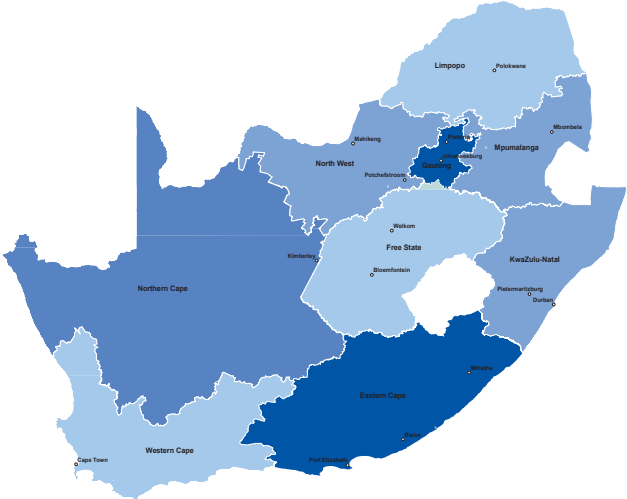 Limpopo
Polokwane
Mbombela
Mahikeng
Pretoria
Mpumalanga
Johannesburg
North West
Gauteng
Potchefstroom
Welkom
Free State
Kimberley
KwaZulu-Natal
Bloemfontein
Northern Cape
Pietermaritzburg
Durban
Mthatha
Eastern Cape
Bisho
Western Cape
Cape Town
Port Elizabeth